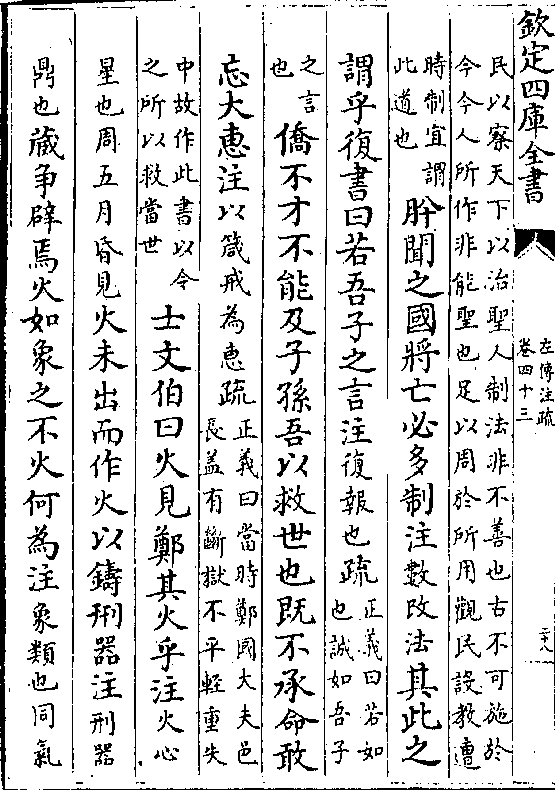 欽定四庫全書
左傳注疏
卷四十三
二十八
民以察天下以治聖人制法非不善也古不可施於
今今人所作非能聖也足以周於所用觀民設教遭
時制宜謂
此道也
肸聞之國將亡必多制注數改法其此之
謂乎復書曰若吾子之言注復報也疏
正義曰若如
也誠如吾子
之言
也
僑不才不能及子孫吾以救世也既不承命敢
忘大惠注以箴戒為惠疏
正義曰當時鄭國大夫邑
長蓋有斷獄不平輕重失
中故作此書以令
之所以救當世
士文伯曰火見鄭其火乎注火心
星也周五月昏見火未出而作火以鑄刑器注刑器
鼎也藏争辟焉火如象之不火何為注象類也同氣